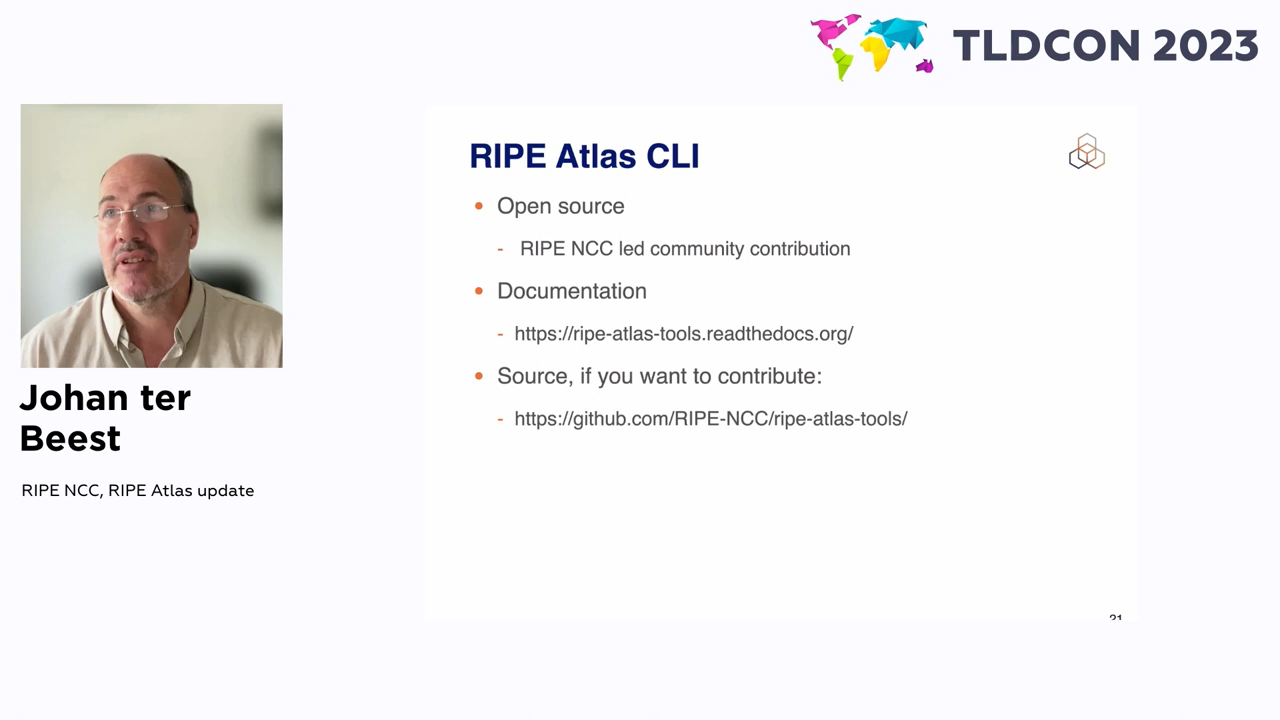 TLDCON 2023
RIPE Atlas CLI
• Open source
- RIPE NCC led community contribution
• Documentation
- https://ripe-atlas-tools.readthedocs.org/
• Source, if you want to contribute:
- https://github.com/RIPE-NCC/ripe-atlas-tools/
Johan ter
Beest
RIPE NCC, RIPE Atlas update